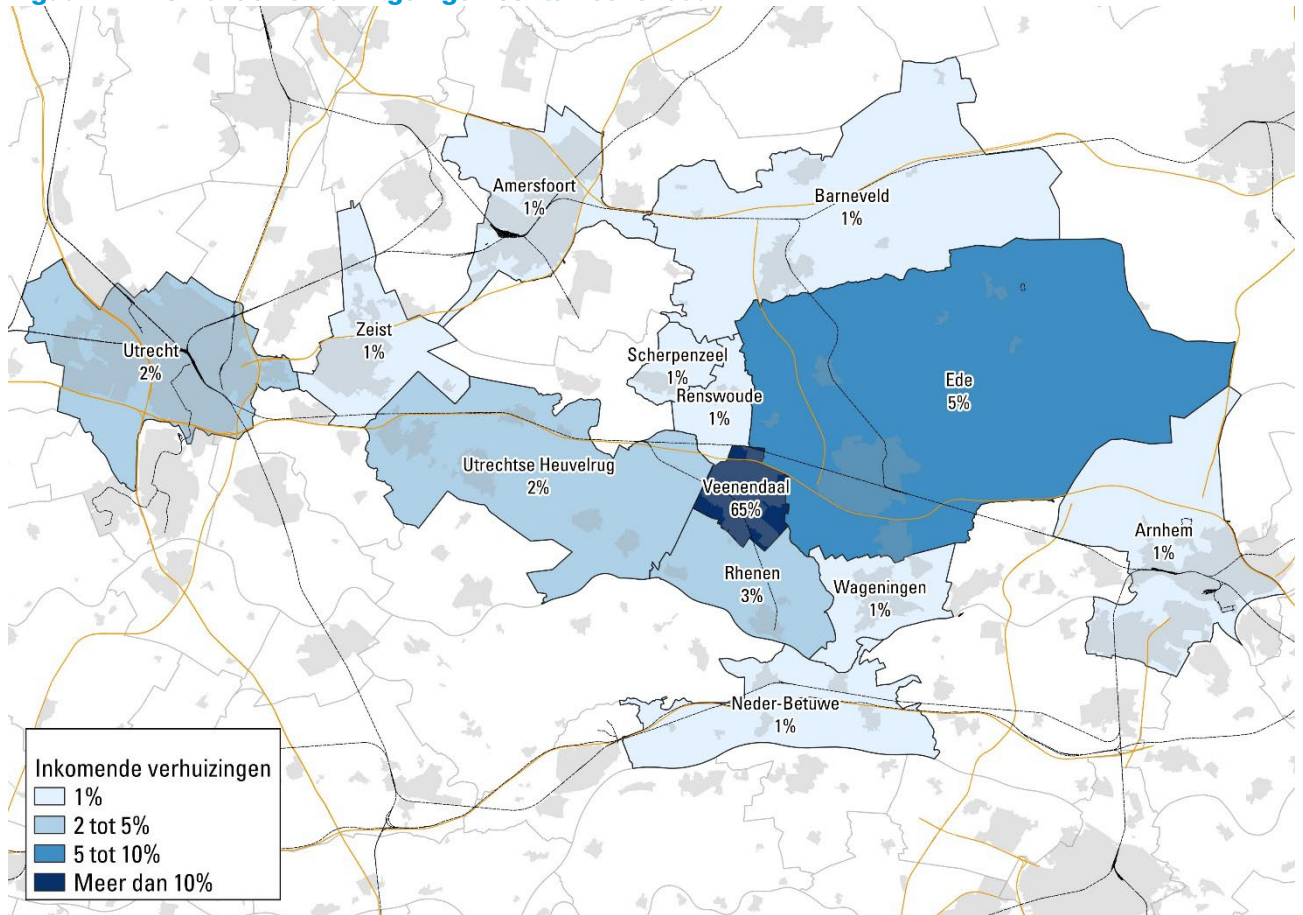 Amersfoort
1%
Barneveld
1%
Zeist
1%
Utrecht
2%
Scherpenzeel
1%
Renswoude
1%
Ede
5%
Utrechtse Heuvelrug
2%
Veenendaal
65%
Arnhem
1%
Rhenen
3%
Wageningen
1%
Neder-Betuwe
1%
Inkomende verhuizingen
1%
2 tot 5%
5 tot 10%
Meer dan 10%